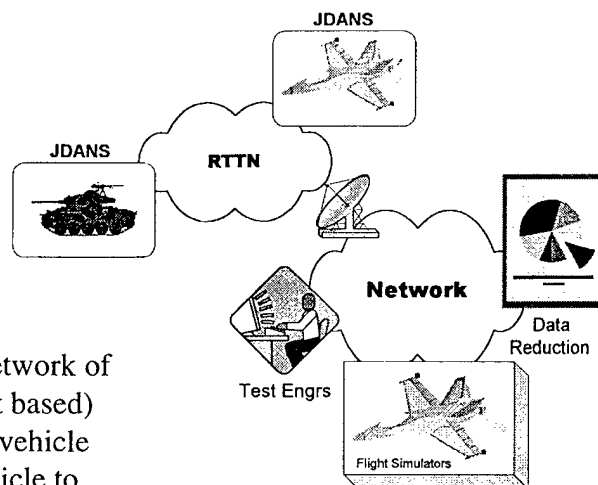 JDANS
JDANS
RTTN
Network
Data
Reduction
Test Engrs
Flight Simulators
etwork of
t based)
vehicle
icle to